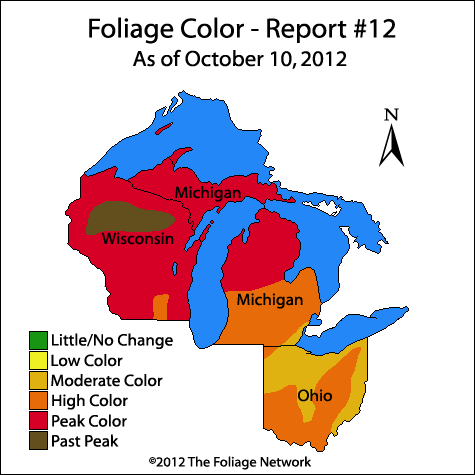 Foliage Color - Report #12
As of October 10, 2012
N
Michigan
Wisconsin
Michigan
Ohio
Little/No Change
Low Color
Moderate Color
High Color
Peak Color
Past Peak
©2012 The Foliage Network